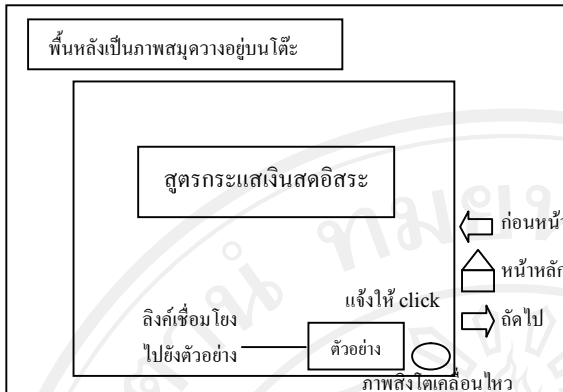 พื้นหลังเป็นภาพสมุดวางอยู่บนโต๊ะ
สูตรกระแสเงินสดอิสระ
ก่อนหน้า
หน้าหลัก
แจ้งให้ click
ลิงค์เชื่อมโยง
ไปยังตัวอย่าง
ตัวอย่าง
ถัดไป
ภาพสิงโตเคลื่อนไหว